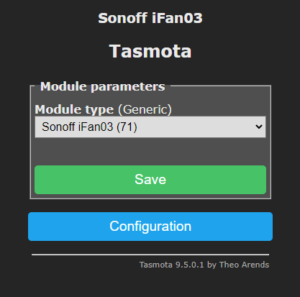 Sonoff iFan03
Tasmota
Module parameters
Module type (Generic)
Sonoff iFan03 (71)
Save
Configuration
Tasmota 9.5.0.1 by Theo Arends